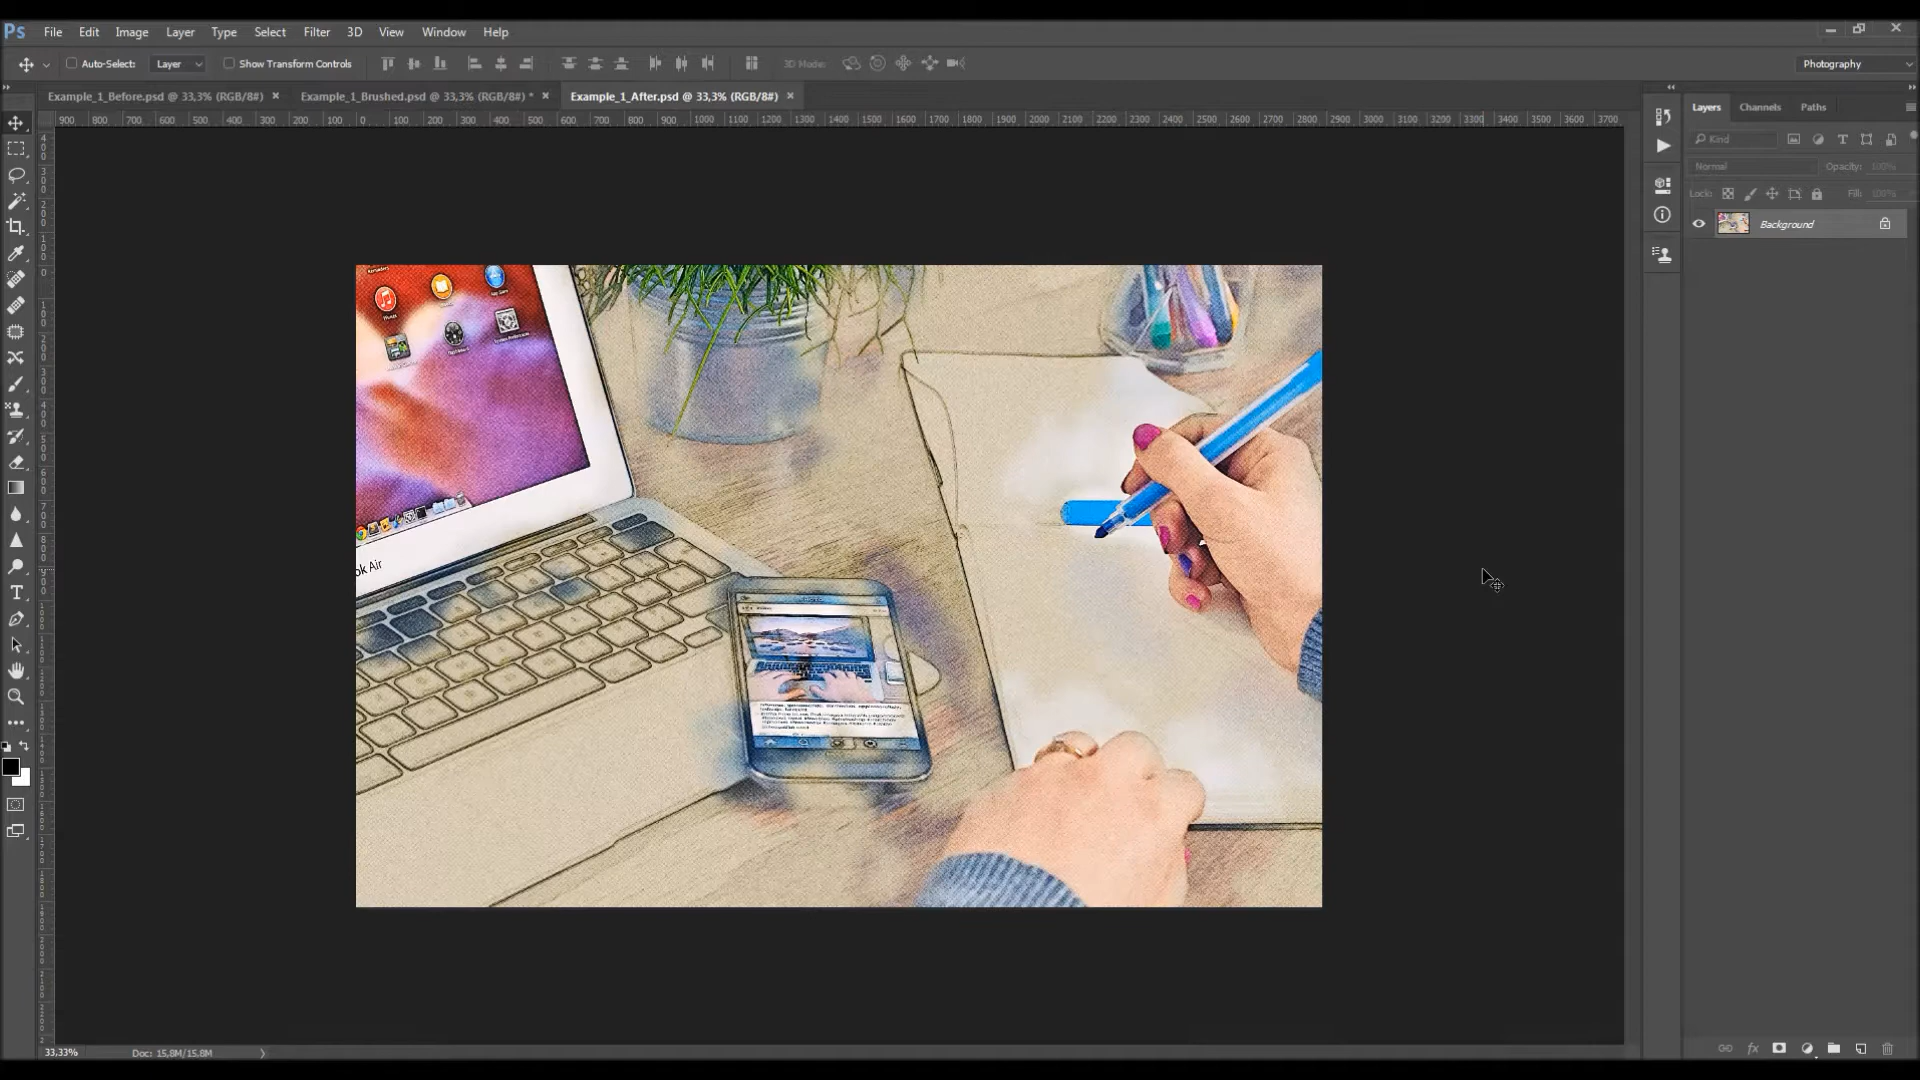 Ps File Edit Image Layer Type Select Filter 3D View Window Help
Auto-Select: Layer Show Transform Controls 3D Mode: Photography
Example_1_Before.psd @ 33,3% (RGB/8#) × Example_1_Brushed.psd @ 33,3% (RGB/8#) * × Example_1_After.psd @ 33,3% (RGB/8#) ×
900 800 700 600 500 400 300 200 100 0 100 200 300 400 500 600 700 800 900 1000 1100 1200 1300 1400 1500 1600 1700 1800 1900 2000 2100 2200 2300 2400 2500 2600 2700 2800 2900 3000 3100 3200 3300 3400 3500 3600 3700
Layers Channels Paths
Kind
Normal Opacity: 100%
Lock: Fill: 100%
Background
ok Air
33,33% Doc: 15,8M/15,8M